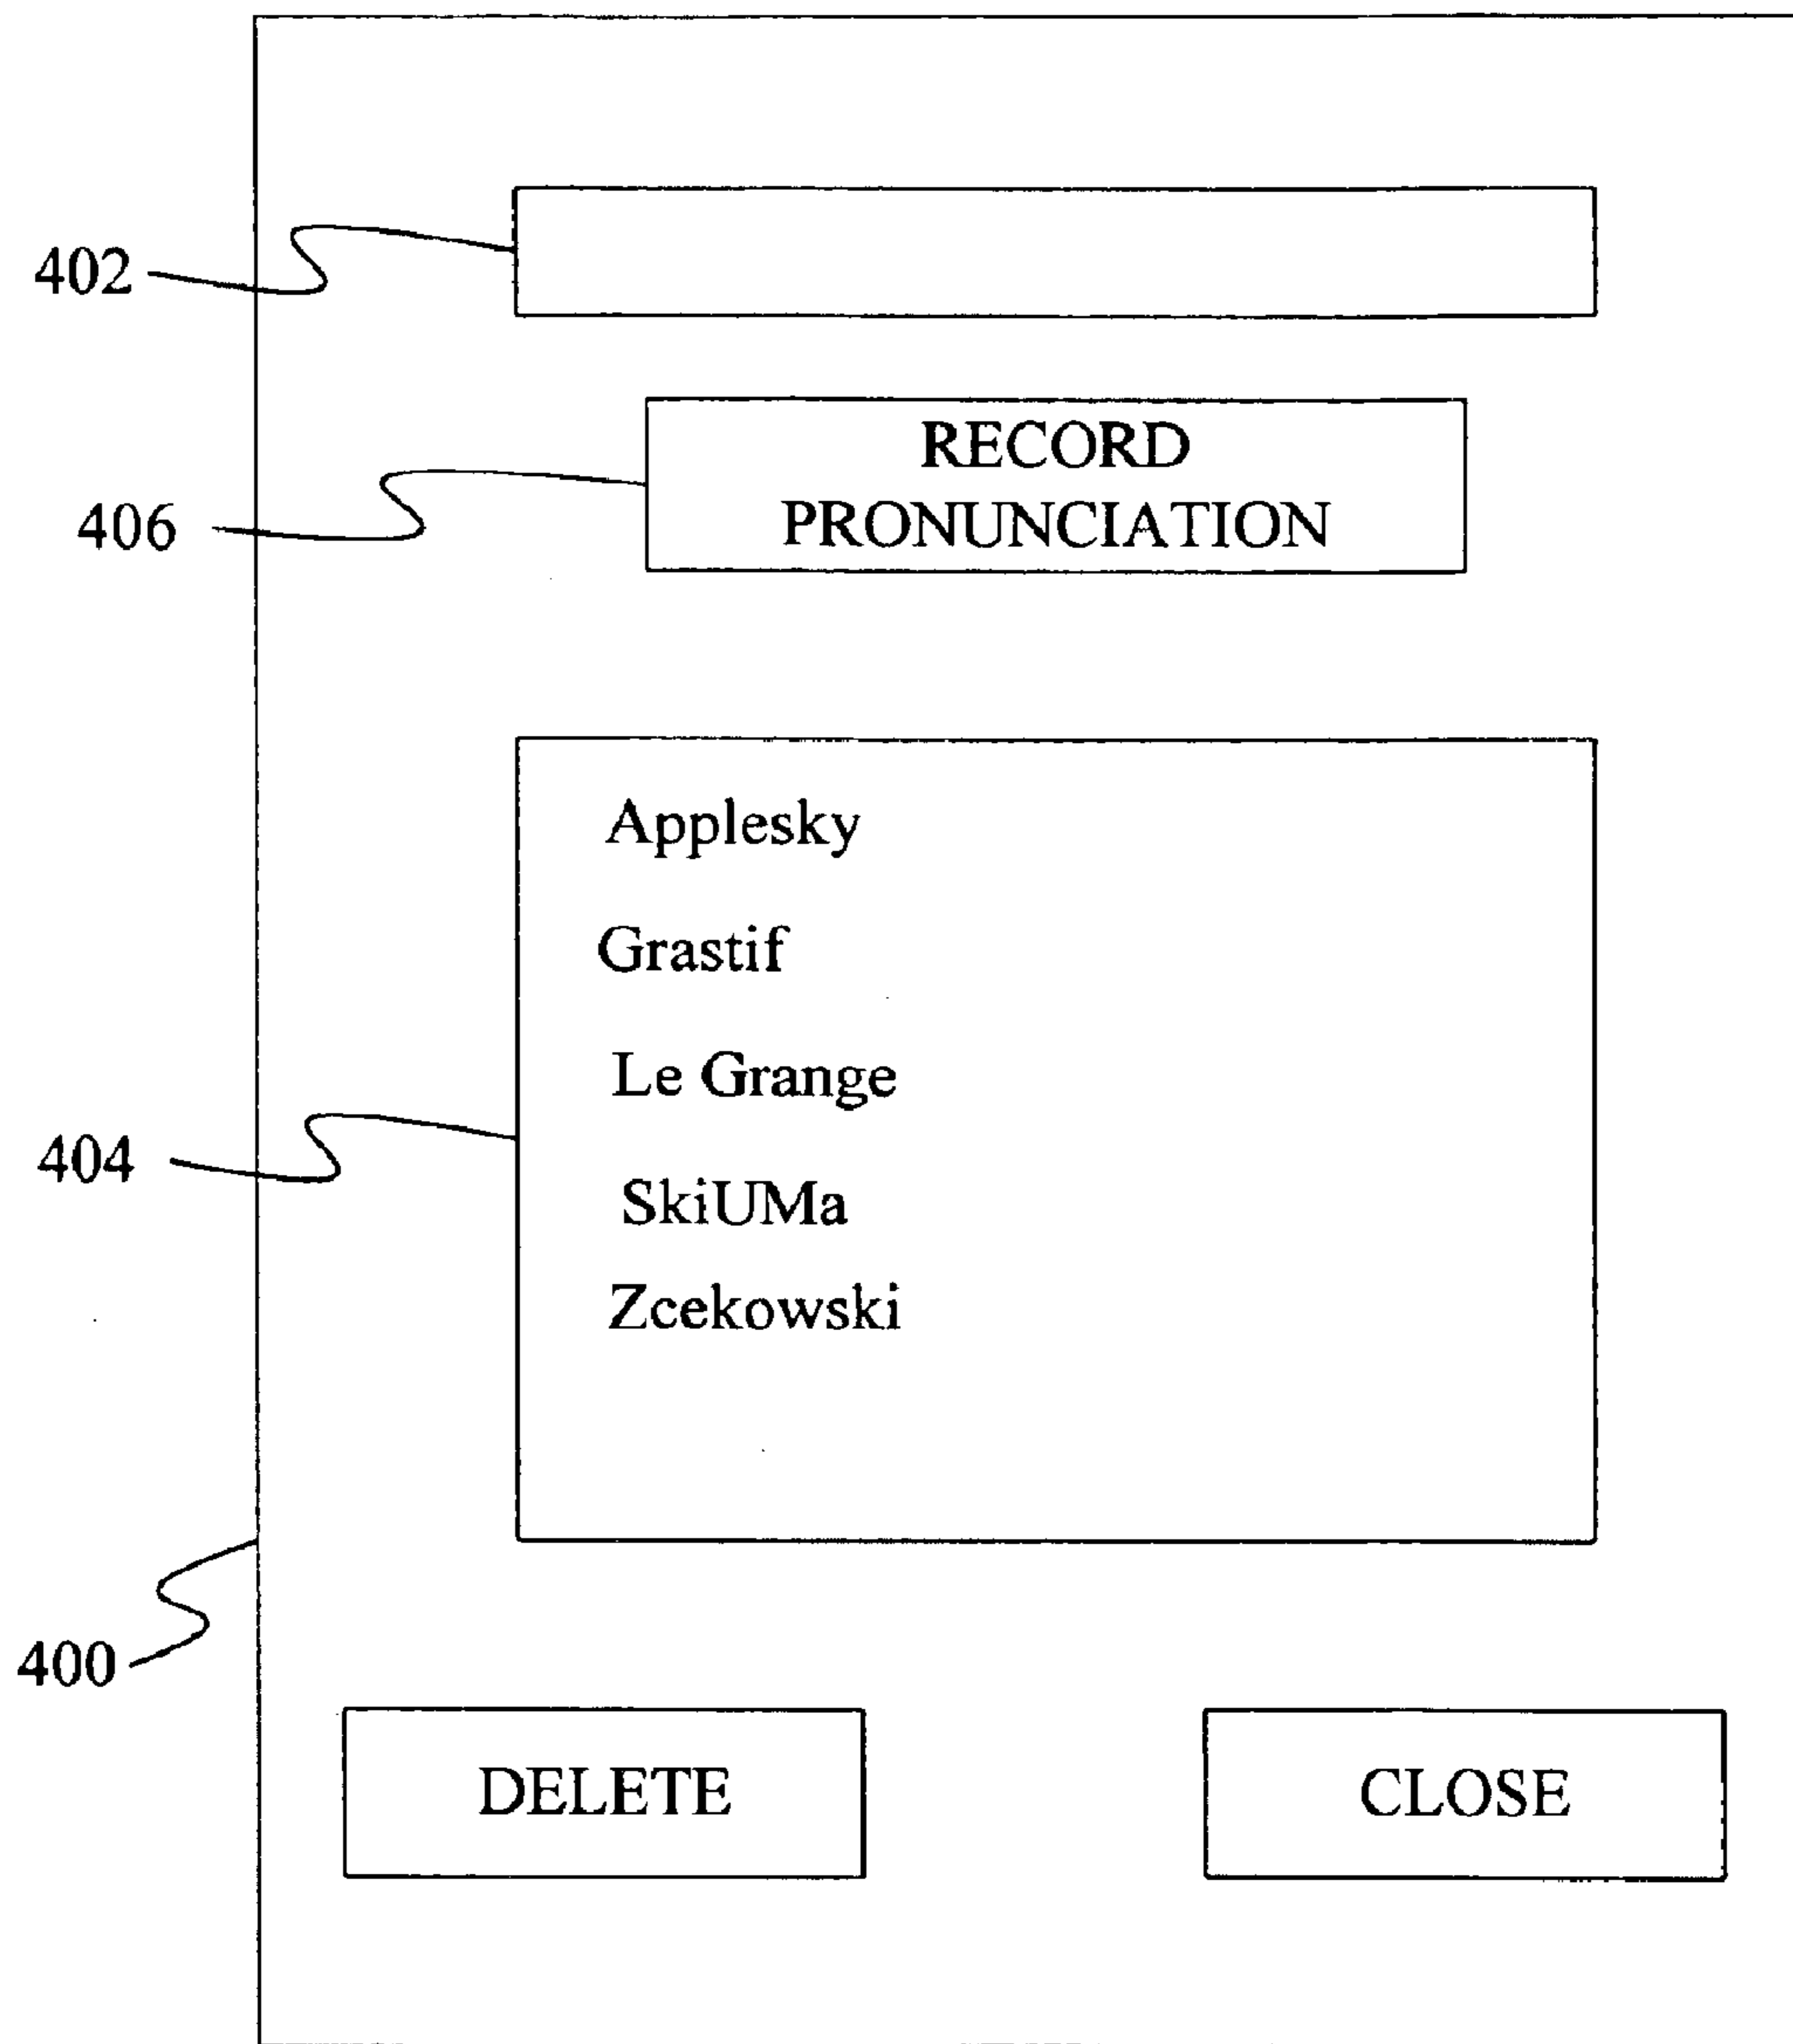 402
RECORD
PRONUNCIATION
406
Applesky
Grastif
Le Grange
404
SkiUMa
Zcekowski
400
DELETE
CLOSE